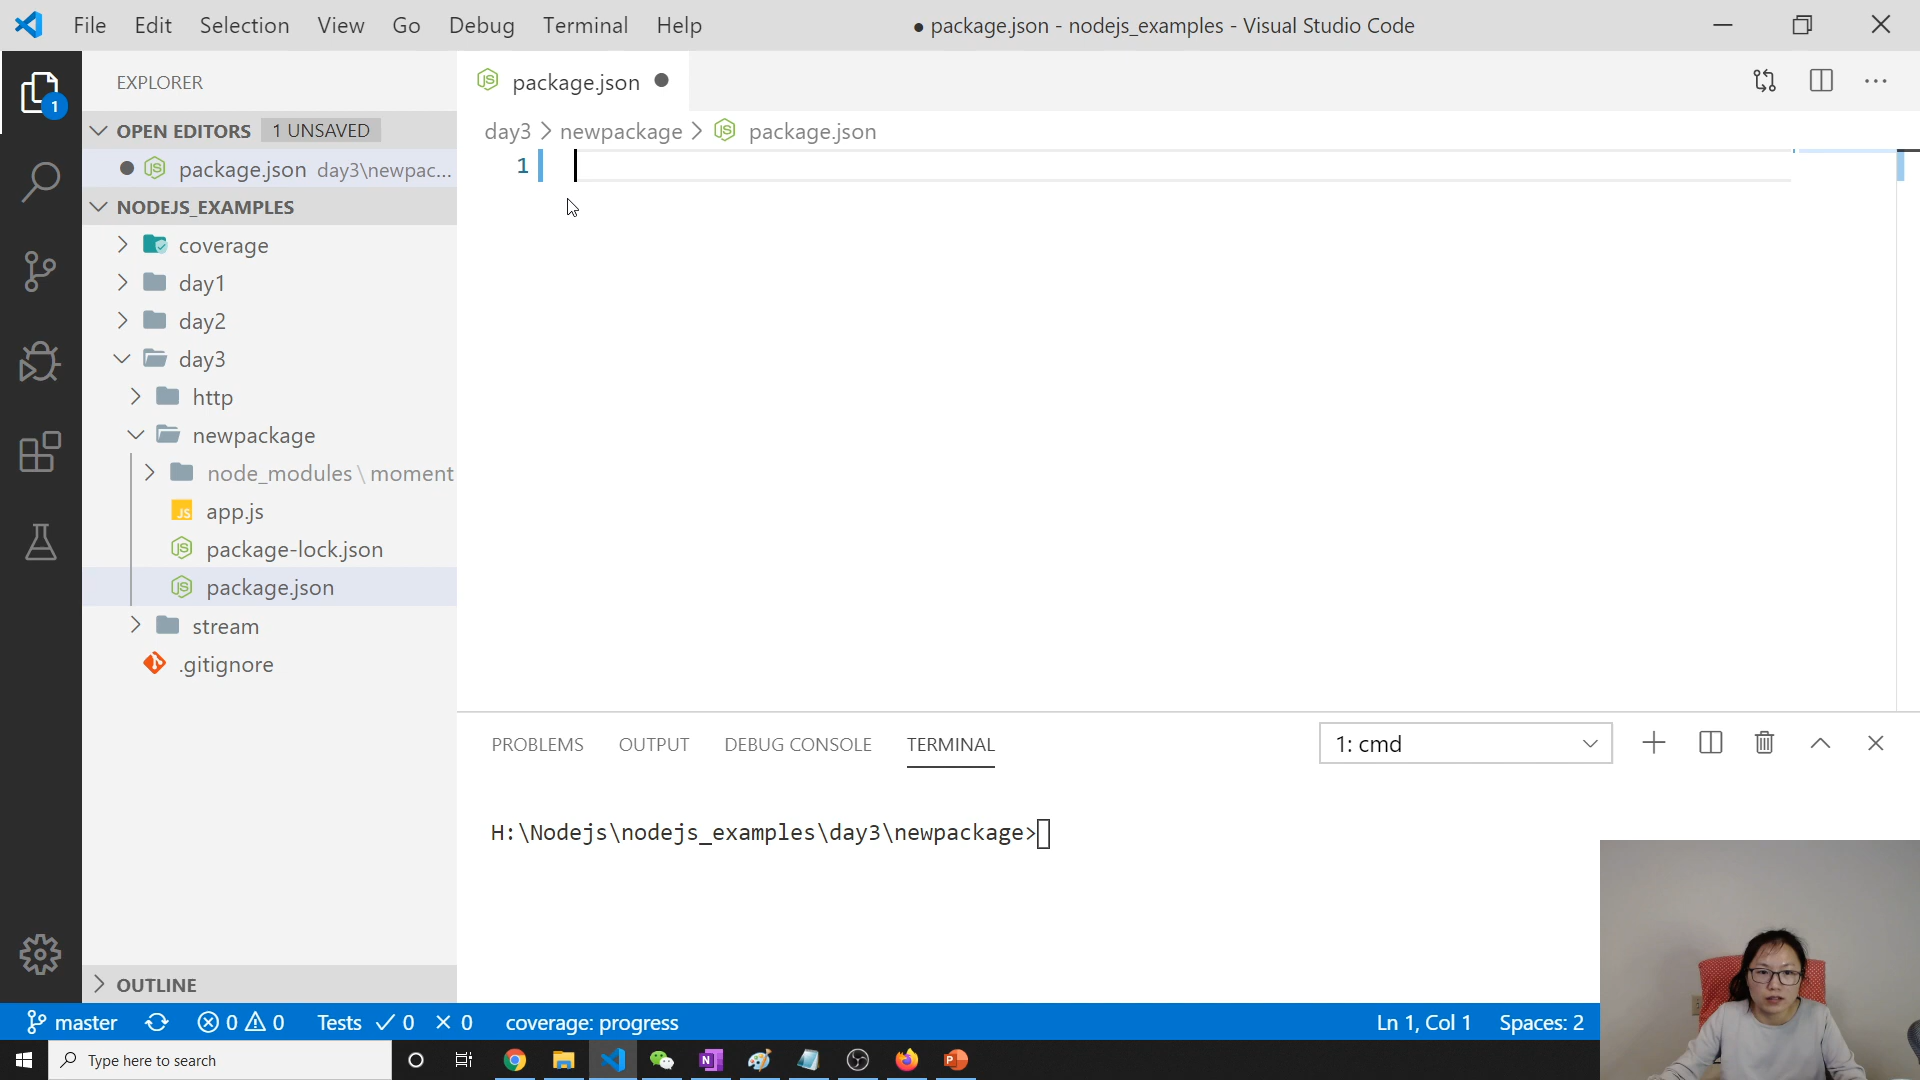 File Edit Selection View Go Debug Terminal Help
● package.json - nodejs_examples - Visual Studio Code
1
EXPLORER
OPEN EDITORS 1 UNSAVED
package.json day3\newpac...
NODEJS_EXAMPLES
coverage
day1
day2
day3
http
newpackage
node_modules\moment
app.js
package-lock.json
package.json
stream
.gitignore
OUTLINE
package.json
day3 > newpackage > package.json
1
PROBLEMS OUTPUT DEBUG CONSOLE TERMINAL
1: cmd
H:\Nodejs\nodejs_examples\day3\newpackage>
master 0 0 Tests 0 0 coverage: progress
Ln 1, Col 1 Spaces: 2
Type here to search